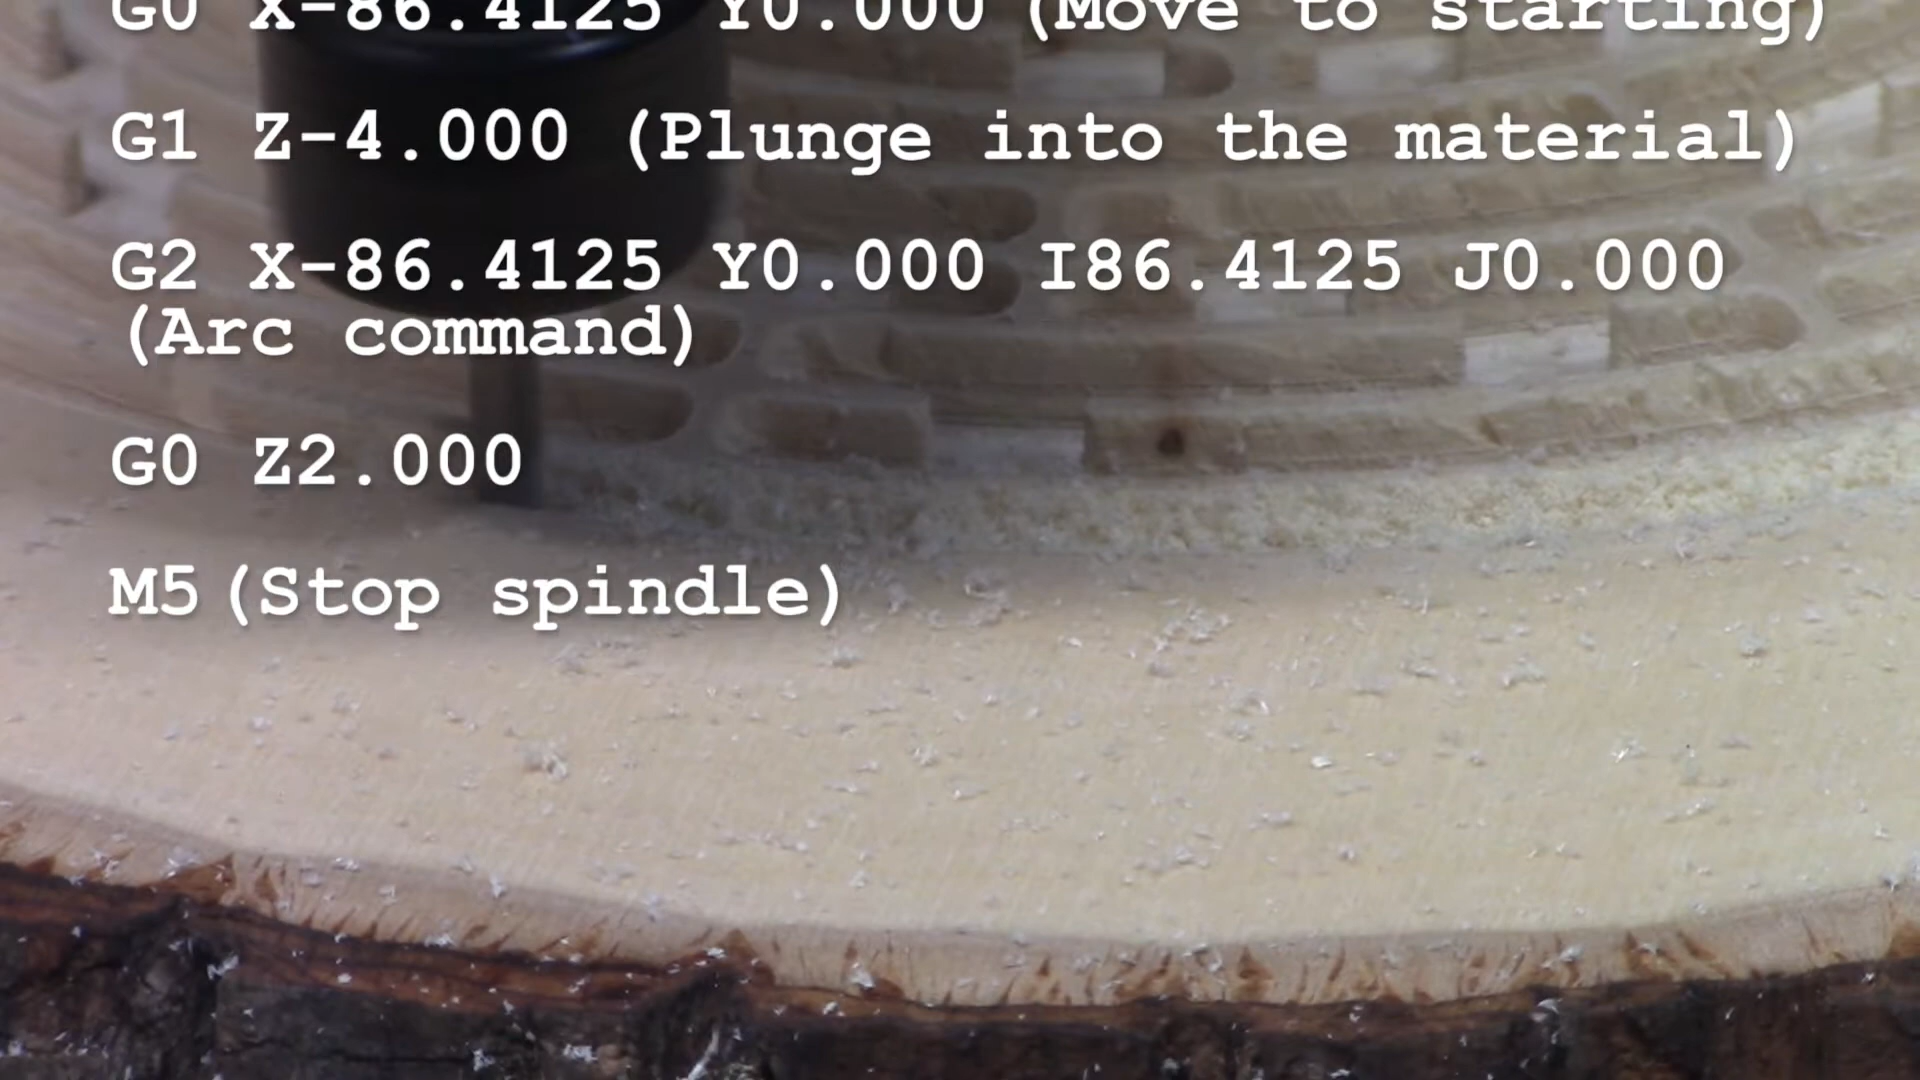 G0 X-86.4125 Y0.000 (Move to starting)
G1 Z-4.000 (Plunge into the material)
G2 X-86.4125 Y0.000 I86.4125 J0.000
(Arc command)
G0 Z2.000
M5 (Stop spindle)